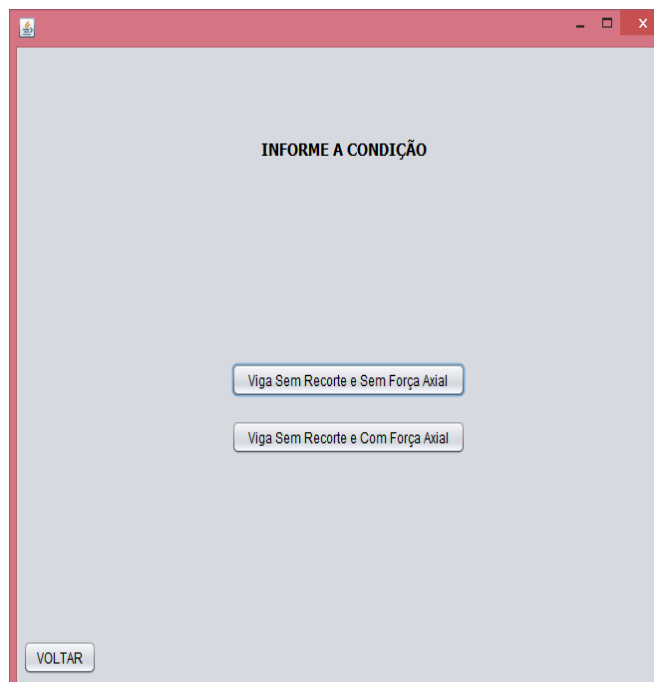 INFORME A CONDIÇÃO
Viga Sem Recorte e Sem Força Axial
Viga Sem Recorte e Com Força Axial
VOLTAR